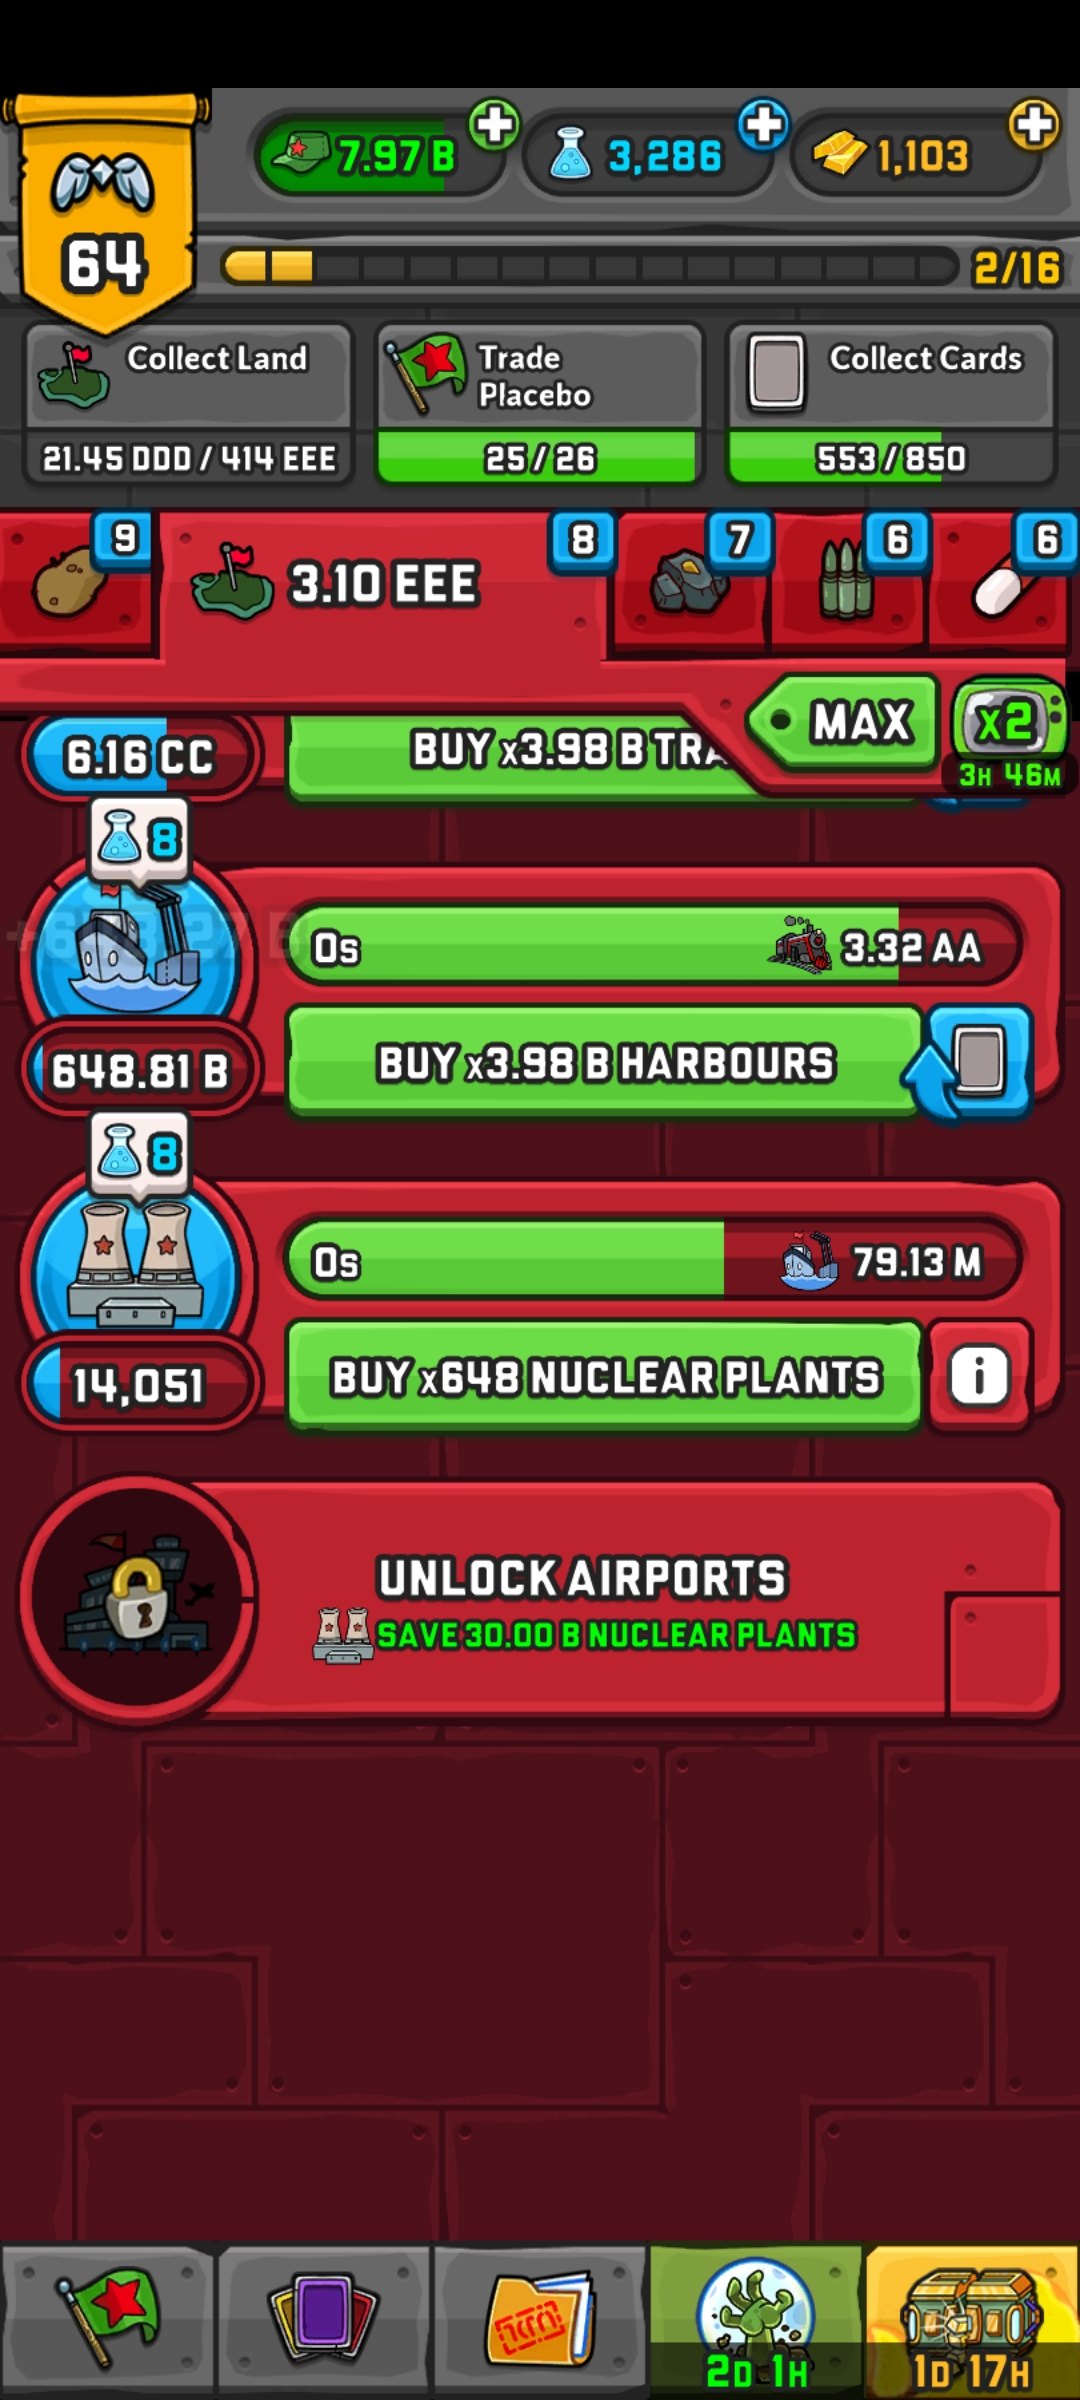 7.97 B
3,286
1,103
64
2/16
Collect Land
21.45 DDD / 414 EEE
Trade
Placebo
25 / 26
Collect Cards
553 / 850
9
3.10 EEE
8
7
6
6
MAX
x2
3H 46M
6.16 CC
BUY x3.98 B TRA
8
0s
3.32 AA
648.81 B
BUY x3.98 B HARBOURS
8
0s
79.13 M
14,051
BUY x648 NUCLEAR PLANTS
i
UNLOCK AIRPORTS
SAVE 30.00 B NUCLEAR PLANTS
2D 1H
1D 17H